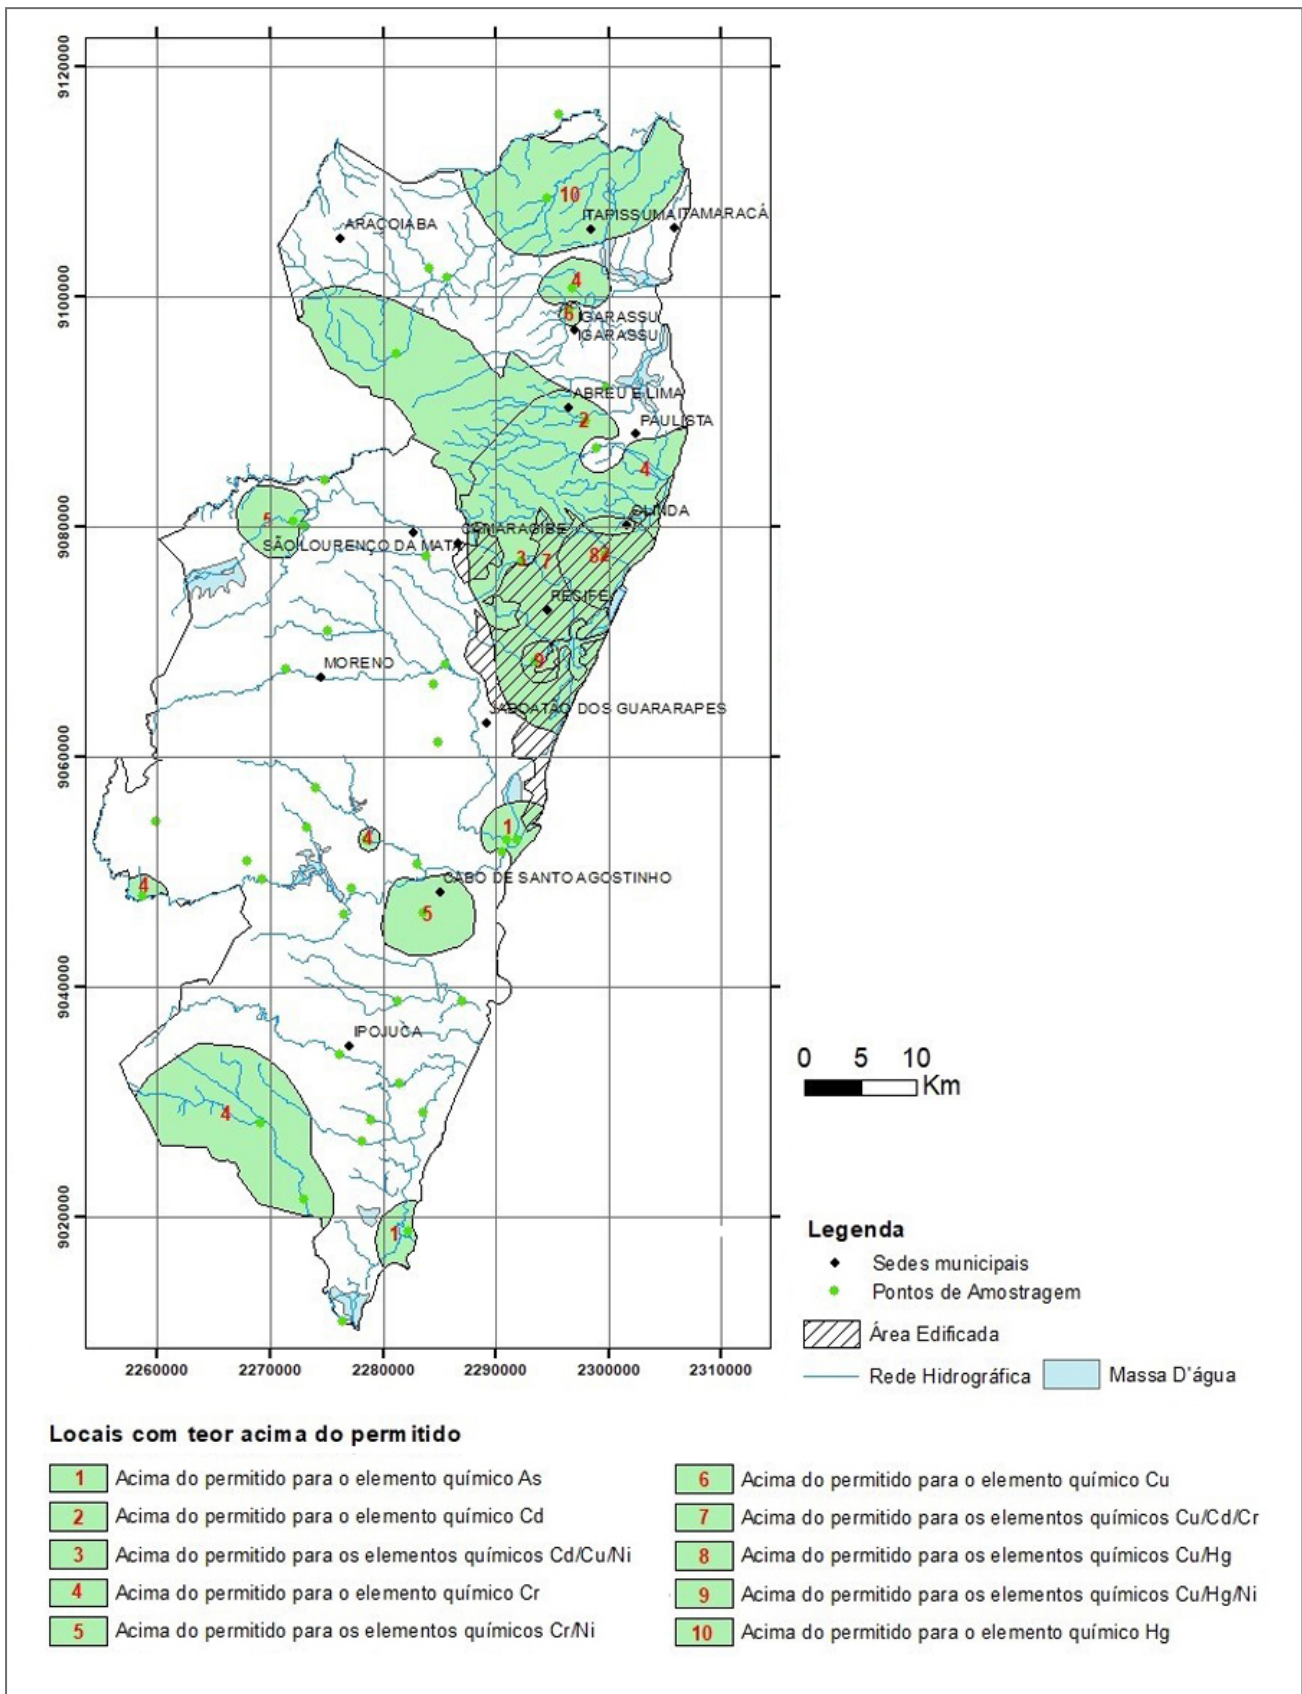 9120000
10
ARAÇOIABA
ITAPISSUMA
ITAMARACÁ
4
9100000
6
IGARASSU
IGARASSU
ABREU E LIMA
2
PAULISTA
4
5
OLINDA
9080000
CAMARAGIBE
SÃO LOURENÇO DA MATA
3
7
8
RECIFE
9
MORENO
JABOATÃO DOS GUARARAPES
9060000
1
4
4
CABO DE SANTO AGOSTINHO
5
9040000
IPOJUCA
4
9020000
1
2260000 2270000 2280000 2290000 2300000 2310000
0 5 10
Km
Legenda
Sedes municipais
Pontos de Amostragem
Área Edificada
Rede Hidrográfica Massa D'água
Locais com teor acima do permitido
1 Acima do permitido para o elemento químico As
2 Acima do permitido para o elemento químico Cd
3 Acima do permitido para os elementos químicos Cd/Cu/Ni
4 Acima do permitido para o elemento químico Cr
5 Acima do permitido para os elementos químicos Cr/Ni
6 Acima do permitido para o elemento químico Cu
7 Acima do permitido para os elementos químicos Cu/Cd/Cr
8 Acima do permitido para os elementos químicos Cu/Hg
9 Acima do permitido para os elementos químicos Cu/Hg/Ni
10 Acima do permitido para o elemento químico Hg